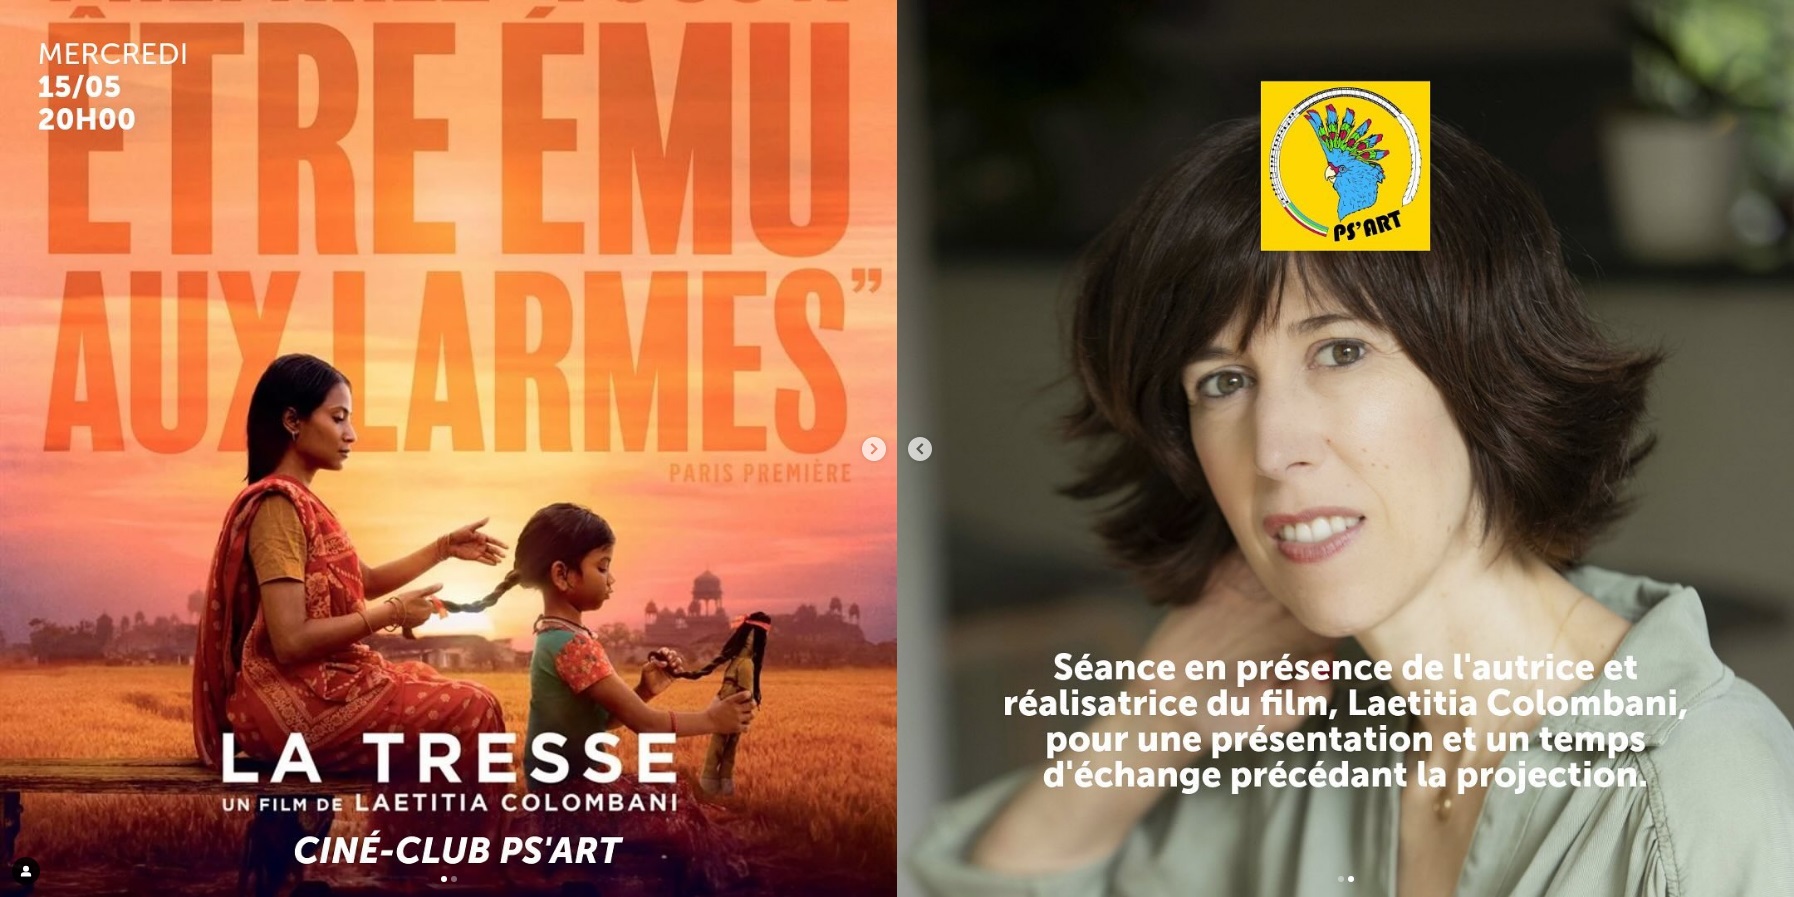 MERCREDI
15/05
20H00
ÊTRE ÉMU
AUX LARMES”
PARIS PREMIÈRE
LA TRESSE
UN FILM DE LAETITIA COLOMBANI
CINÉ-CLUB PS'ART
PS'ART
Séance en présence de l'autrice et
réalisatrice du film, Laetitia Colombani,
pour une présentation et un temps
d'échange précédant la projection.